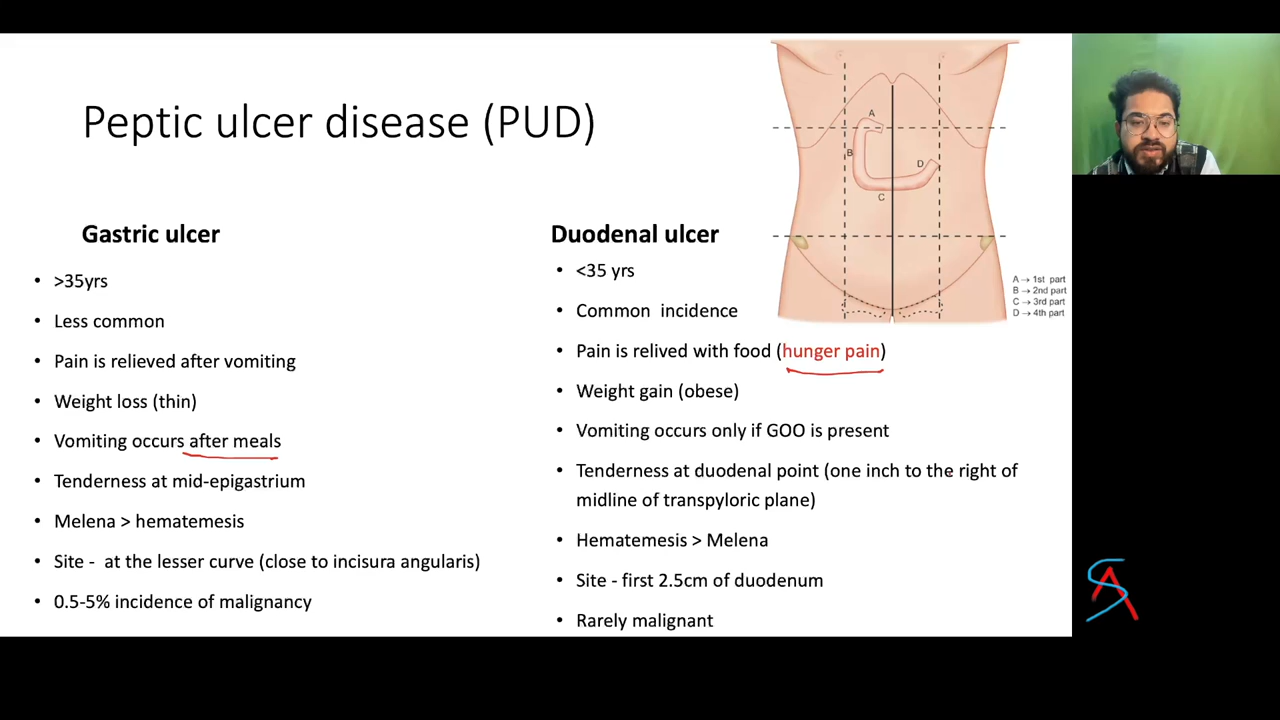 Peptic ulcer disease (PUD)
Gastric ulcer
• >35yrs
• Less common
• Pain is relieved after vomiting
• Weight loss (thin)
• Vomiting occurs after meals
• Tenderness at mid-epigastrium
• Melena > hematemesis
• Site - at the lesser curve (close to incisura angularis)
• 0.5-5% incidence of malignancy
Duodenal ulcer
• <35 yrs
• Common incidence
• Pain is relived with food (hunger pain)
• Weight gain (obese)
• Vomiting occurs only if GOO is present
• Tenderness at duodenal point (one inch to the right of
midline of transpyloric plane)
• Hematemesis > Melena
• Site - first 2.5cm of duodenum
• Rarely malignant
A
B
C
D
A → 1st part
B → 2nd part
C → 3rd part
D → 4th part
SA